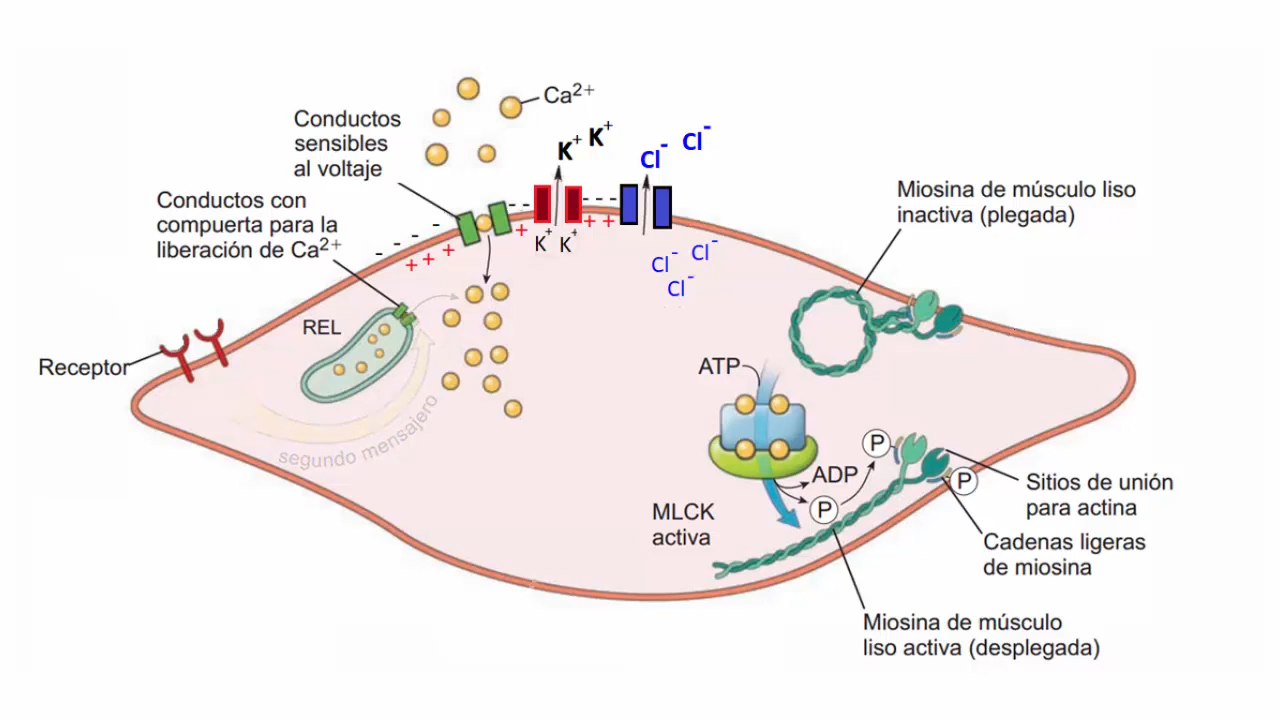 Ca²⁺
Conductos
sensibles
al voltaje
K⁺ K⁺
Cl⁻ Cl⁻
Conductos con
compuerta para la
liberación de Ca²⁺
- - - - - - - - -
+ + + + + +
K⁺ K⁺
Cl⁻ Cl⁻
Cl⁻
Miosina de músculo liso
inactiva (plegada)
REL
Receptor
segundo mensajero
ATP
ADP
P
P
P
MLCK
activa
Sitios de unión
para actina
Cadenas ligeras
de miosina
Miosina de músculo
liso activa (desplegada)